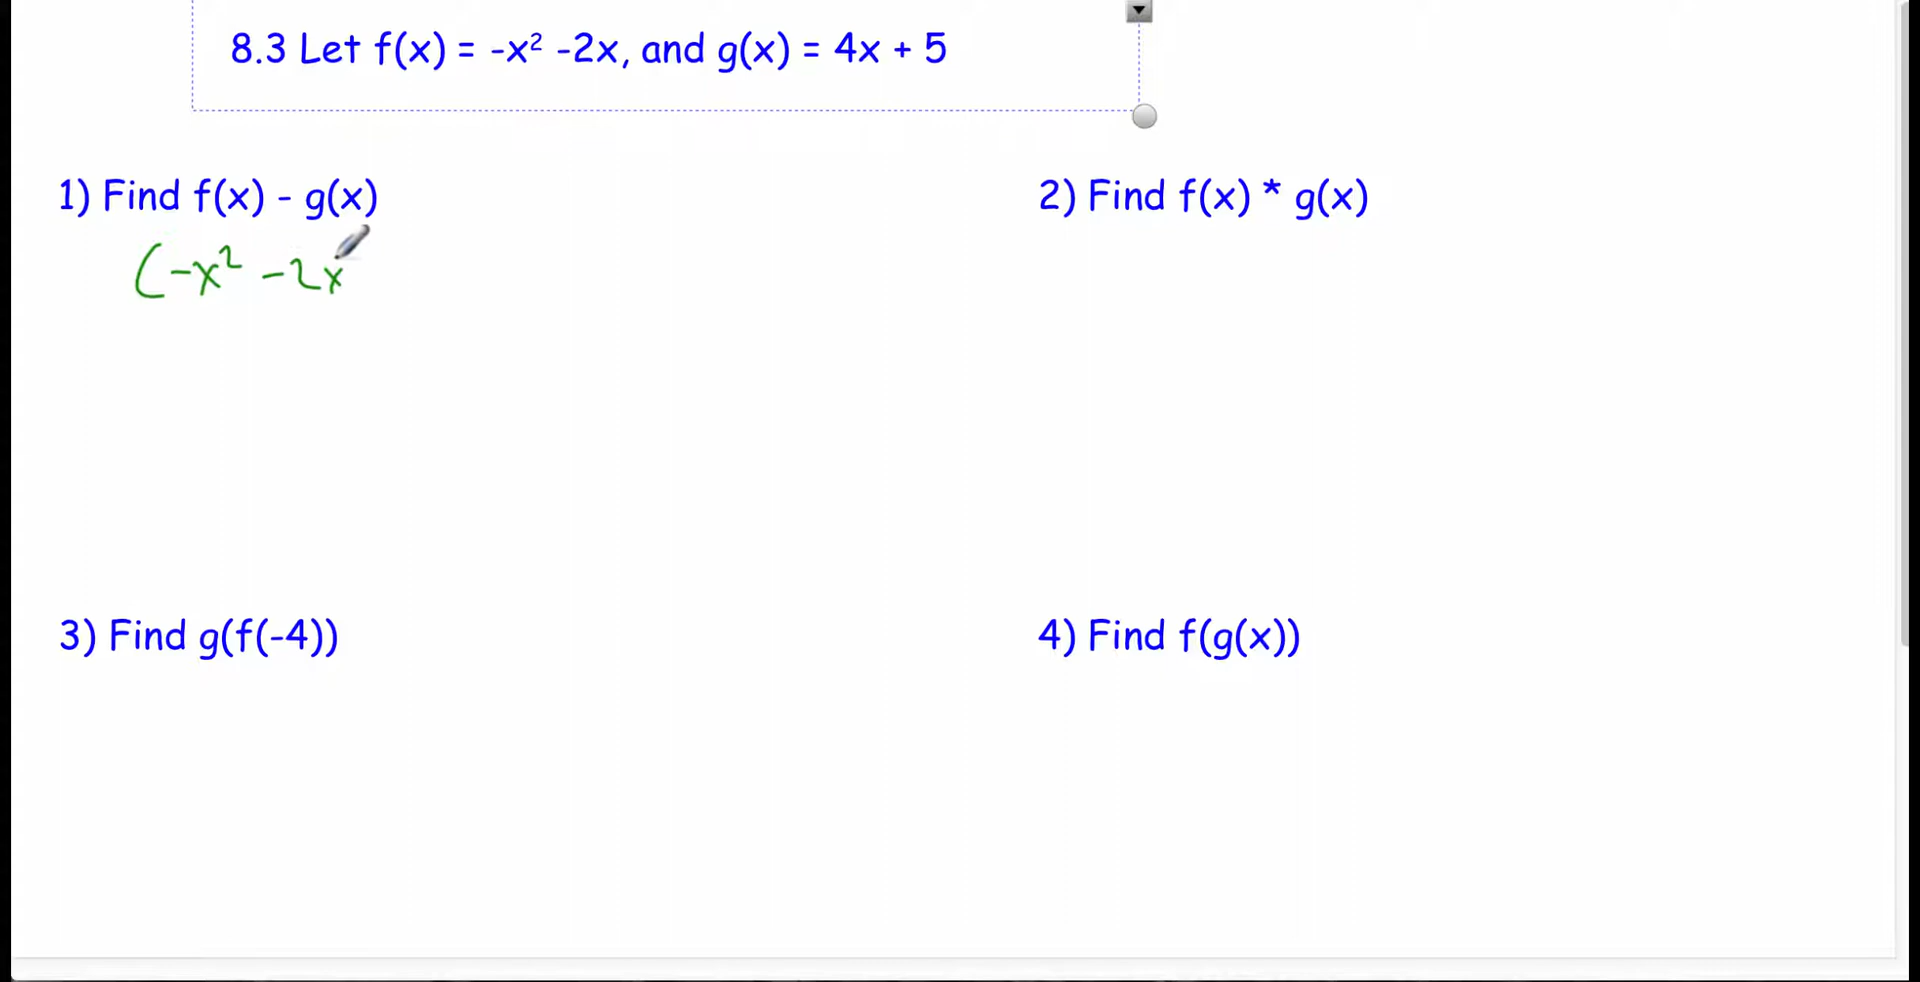 8.3 Let f(x) = -x² -2x, and g(x) = 4x + 5
1) Find f(x) - g(x)
2) Find f(x) * g(x)
(-x² -2x
3) Find g(f(-4))
4) Find f(g(x))